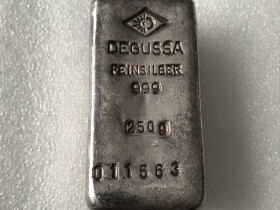 DEGUSSA
FEINSILBER
999
250g
011563